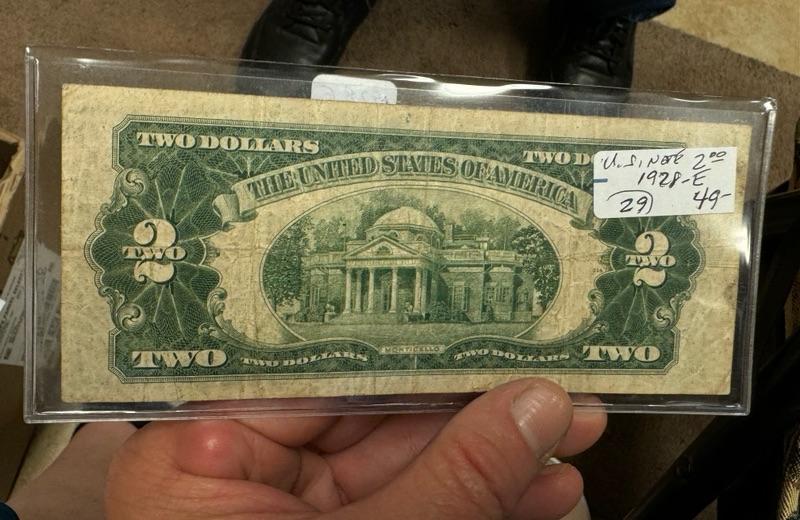 TWO DOLLARS
TWO D
U.S. NOTE 2.00
1928-E
29) 49-
THE UNITED STATES OF AMERICA
2
TWO
2
TWO
TWO
TWO DOLLARS
MONTICELLO
TWO DOLLARS
TWO